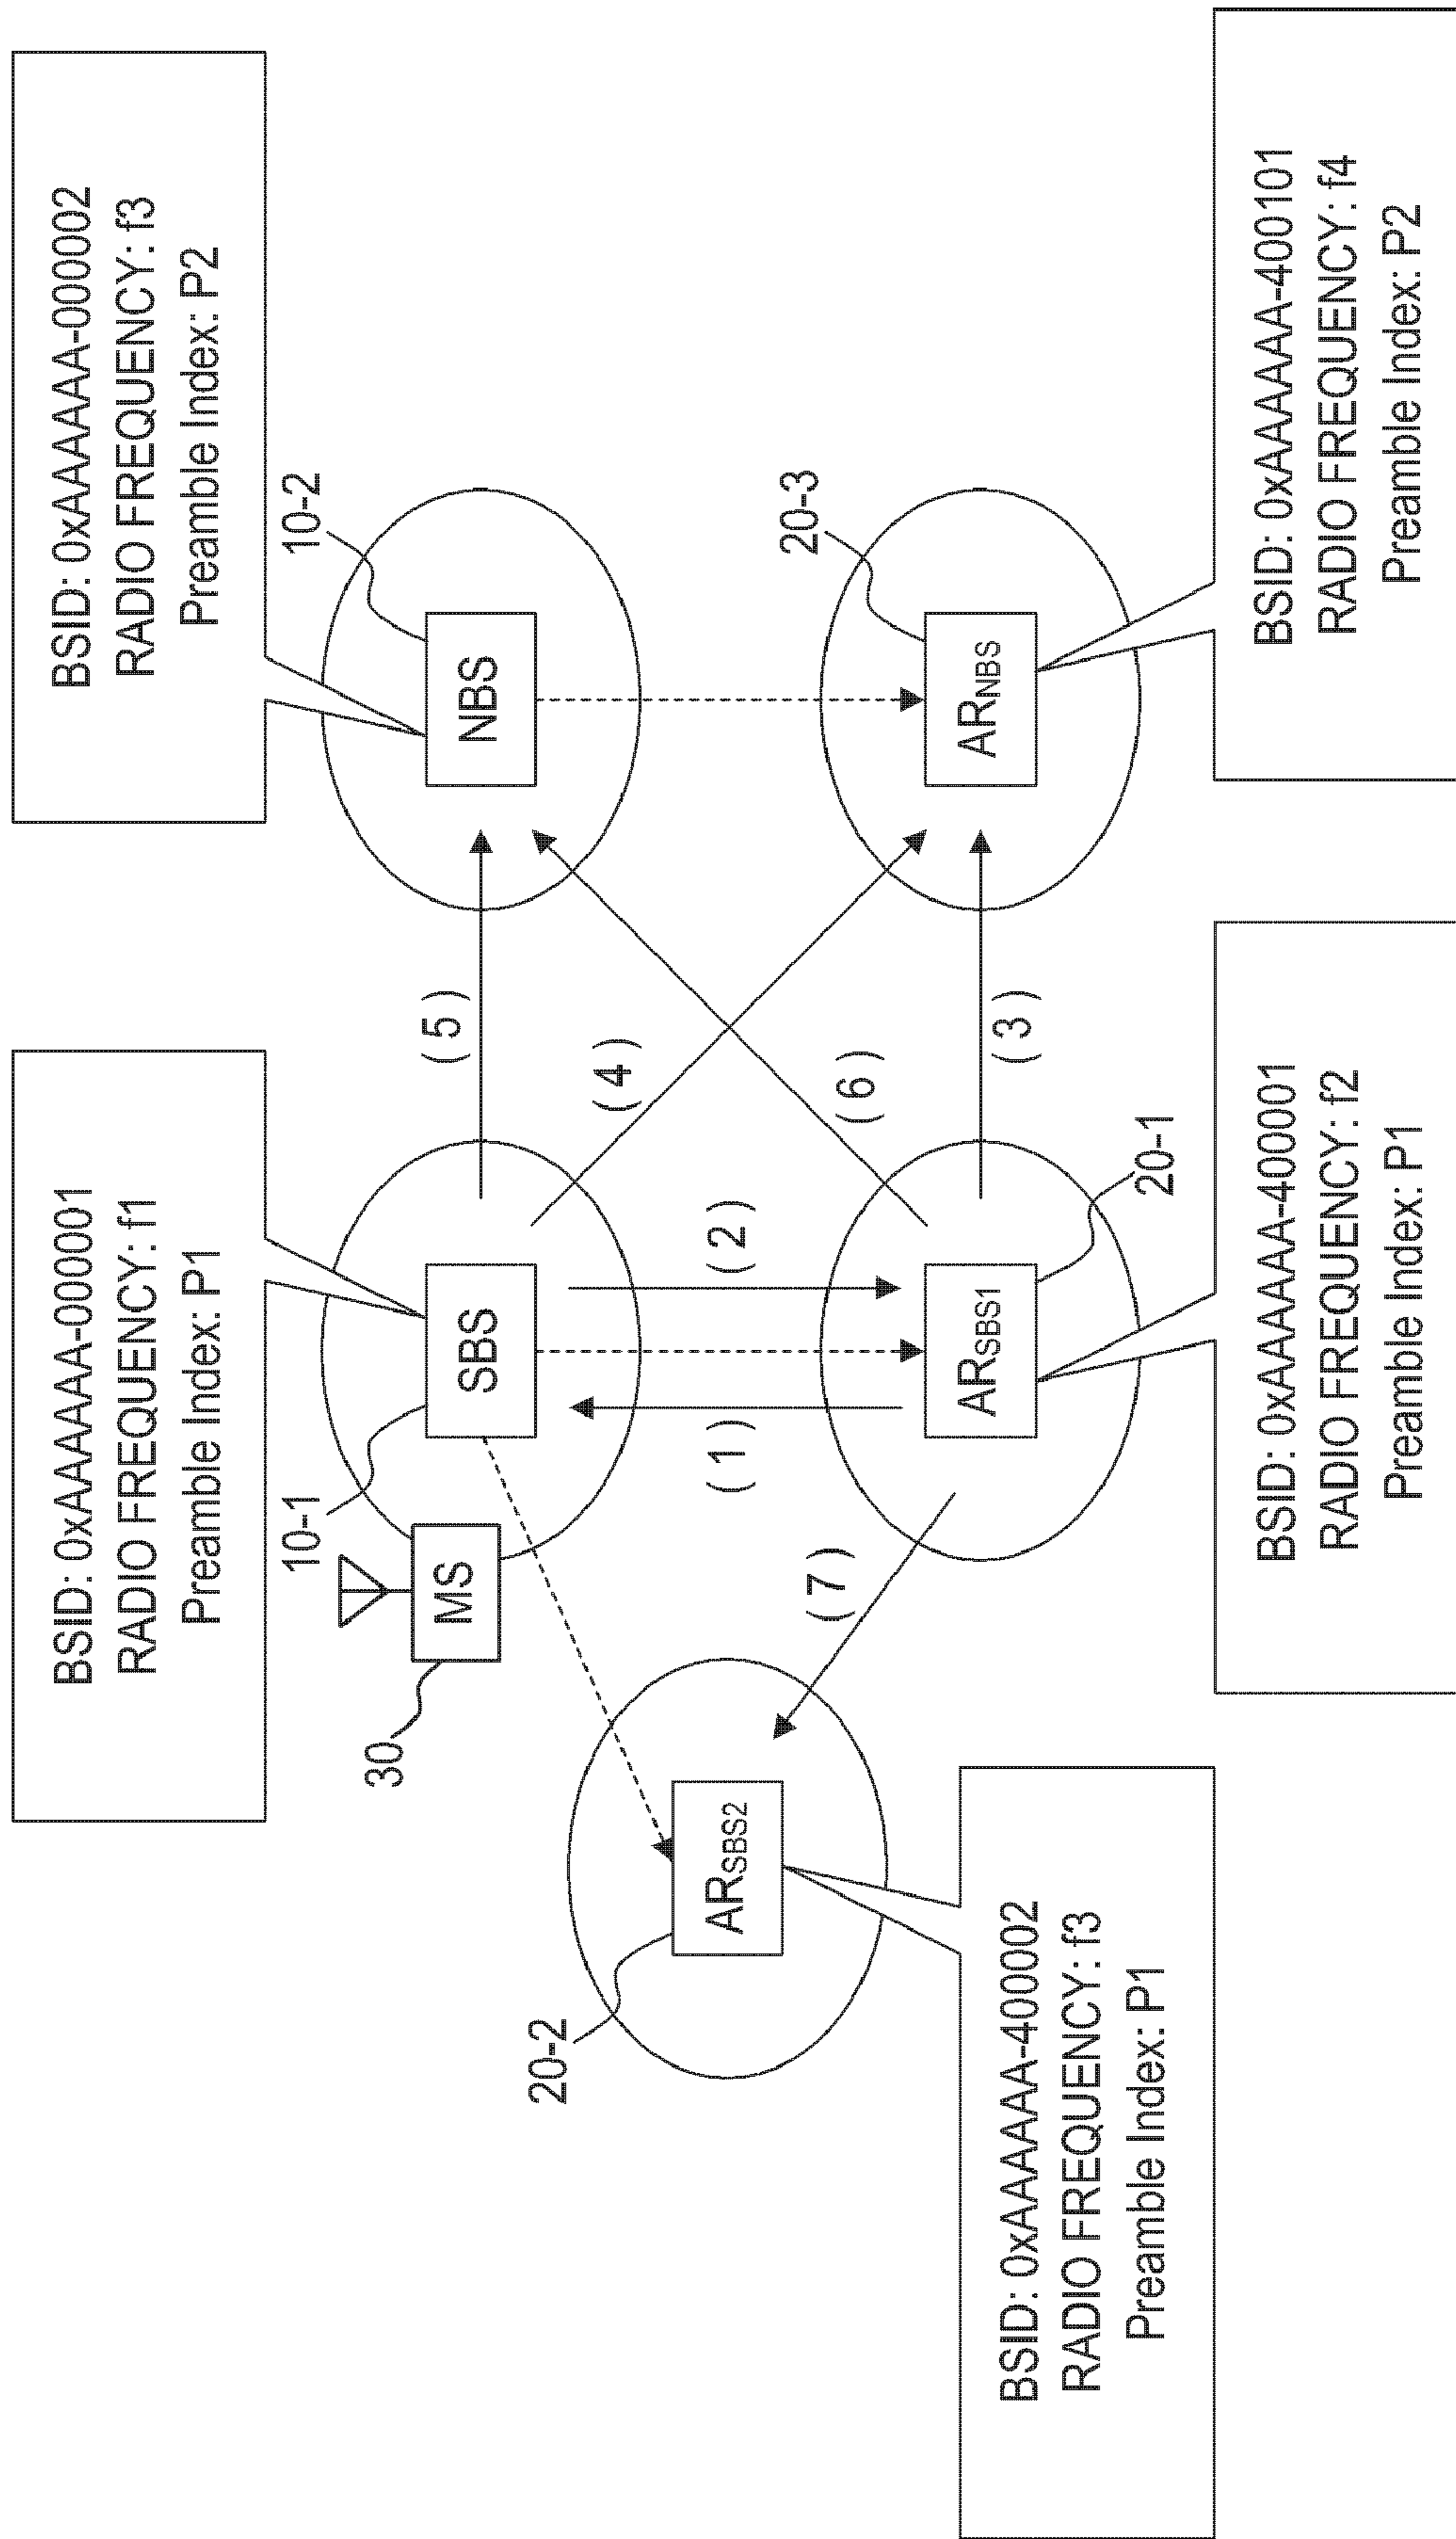 BSID: 0xAAAAAA-000001
RADIO FREQUENCY: f1
Preamble Index: P1
BSID: 0xAAAAAA-000002
RADIO FREQUENCY: f3
Preamble Index: P2
30
MS
10-1
SBS
(5)
10-2
NBS
20-2
ARSBS2
(7)
(1)
(2)
(4)
(6)
ARSBS1
20-1
(3)
20-3
ARNBS
BSID: 0xAAAAAA-400002
RADIO FREQUENCY: f3
Preamble Index: P1
BSID: 0xAAAAAA-400001
RADIO FREQUENCY: f2
Preamble Index: P1
BSID: 0xAAAAAA-400101
RADIO FREQUENCY: f4
Preamble Index: P2